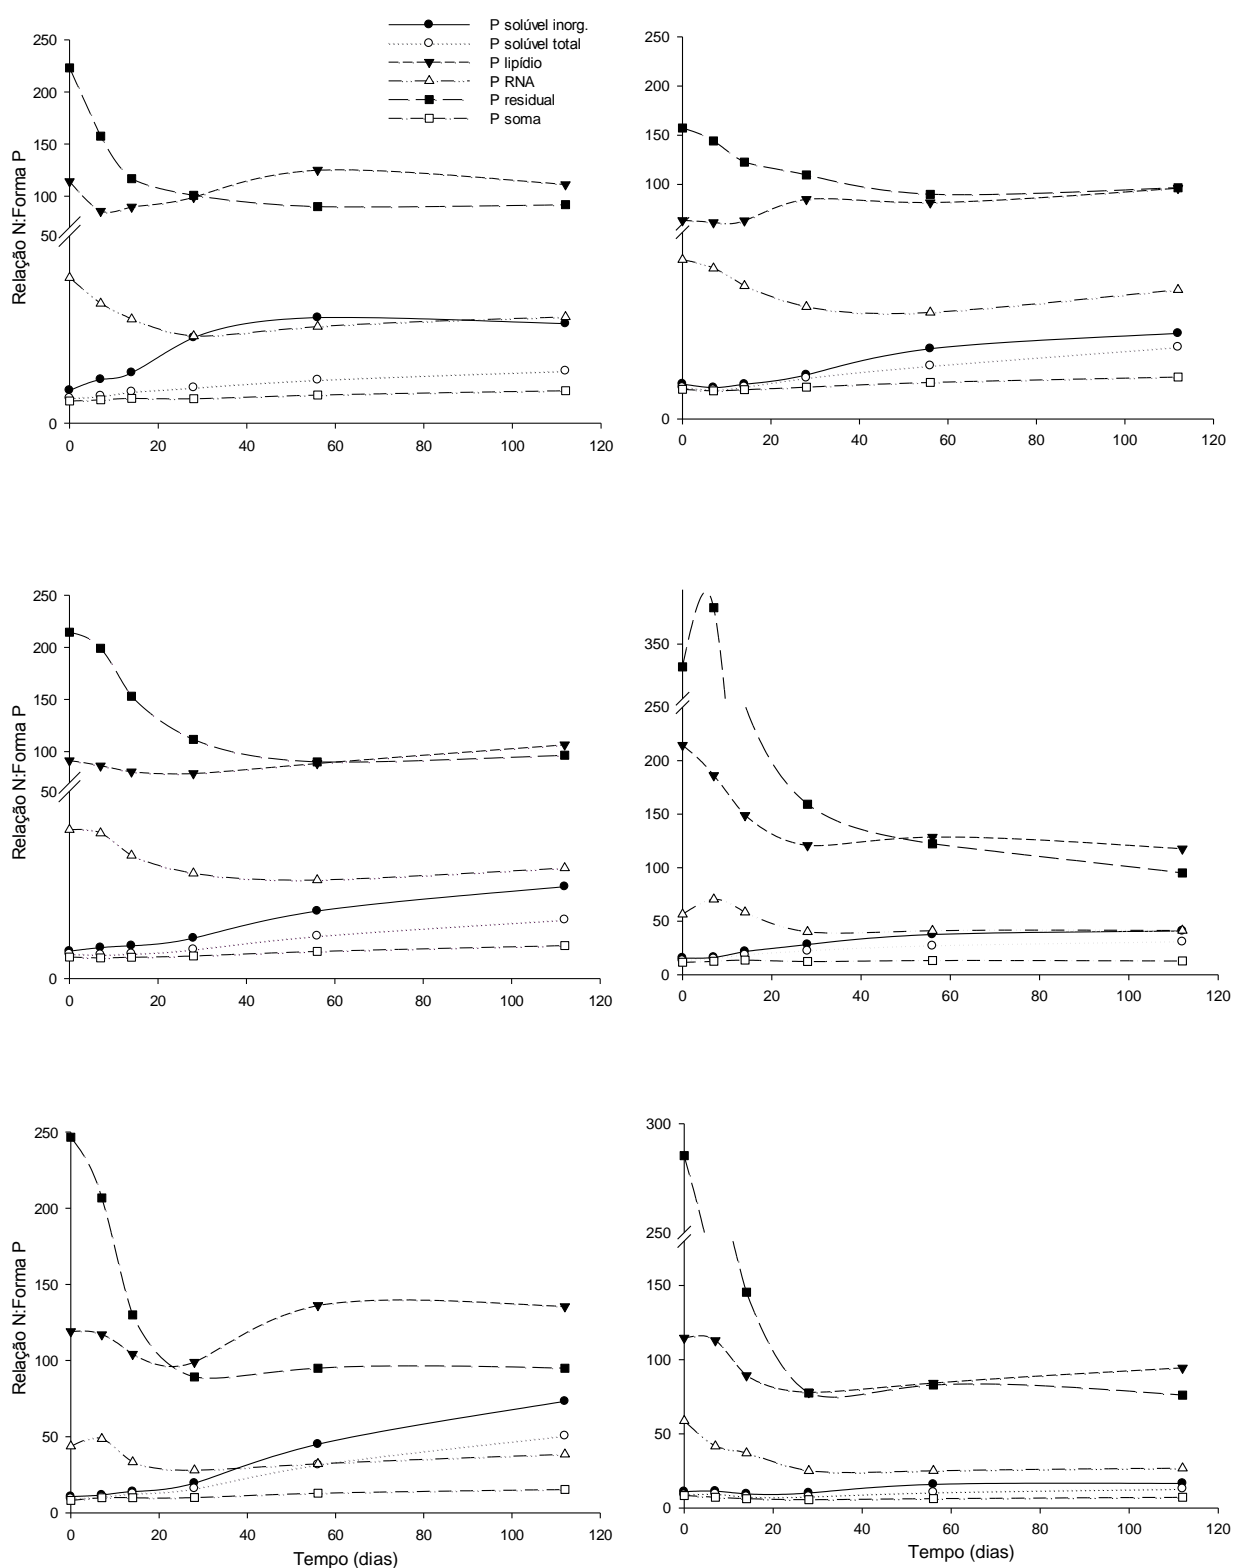 P solúvel inorg.
P solúvel total
P lipídio
P RNA
P residual
P soma
Relação N:Forma P
250
200
150
100
50
0
0 20 40 60 80 100 120
250
200
150
100
0
0 20 40 60 80 100 120
Relação N:Forma P
250
200
150
100
50
0
0 20 40 60 80 100 120
350
250
200
150
100
50
0
0 20 40 60 80 100 120
Relação N:Forma P
250
200
150
100
50
0
0 20 40 60 80 100 120
Tempo (dias)
300
250
150
100
50
0
0 20 40 60 80 100 120
Tempo (dias)